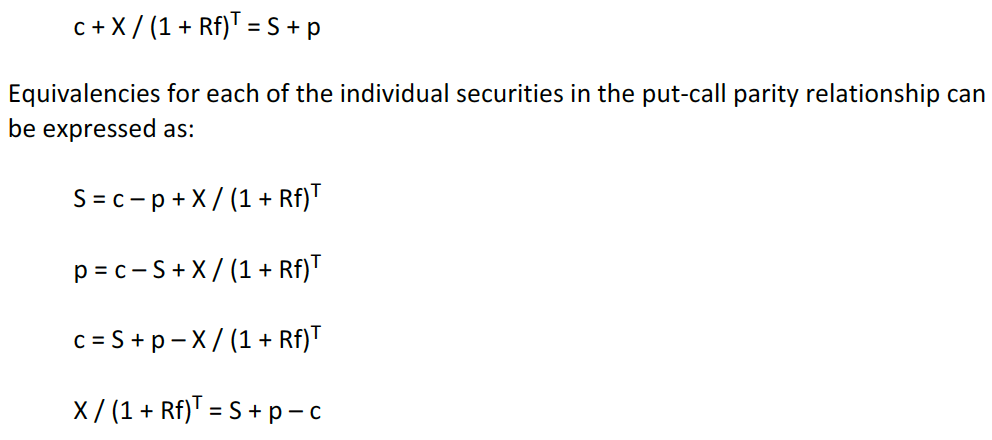 c + X / (1 + Rf)ᵀ = S + p
Equivalencies for each of the individual securities in the put-call parity relationship can
be expressed as:
S = c – p + X / (1 + Rf)ᵀ
p = c – S + X / (1 + Rf)ᵀ
c = S + p – X / (1 + Rf)ᵀ
X / (1 + Rf)ᵀ = S + p – c